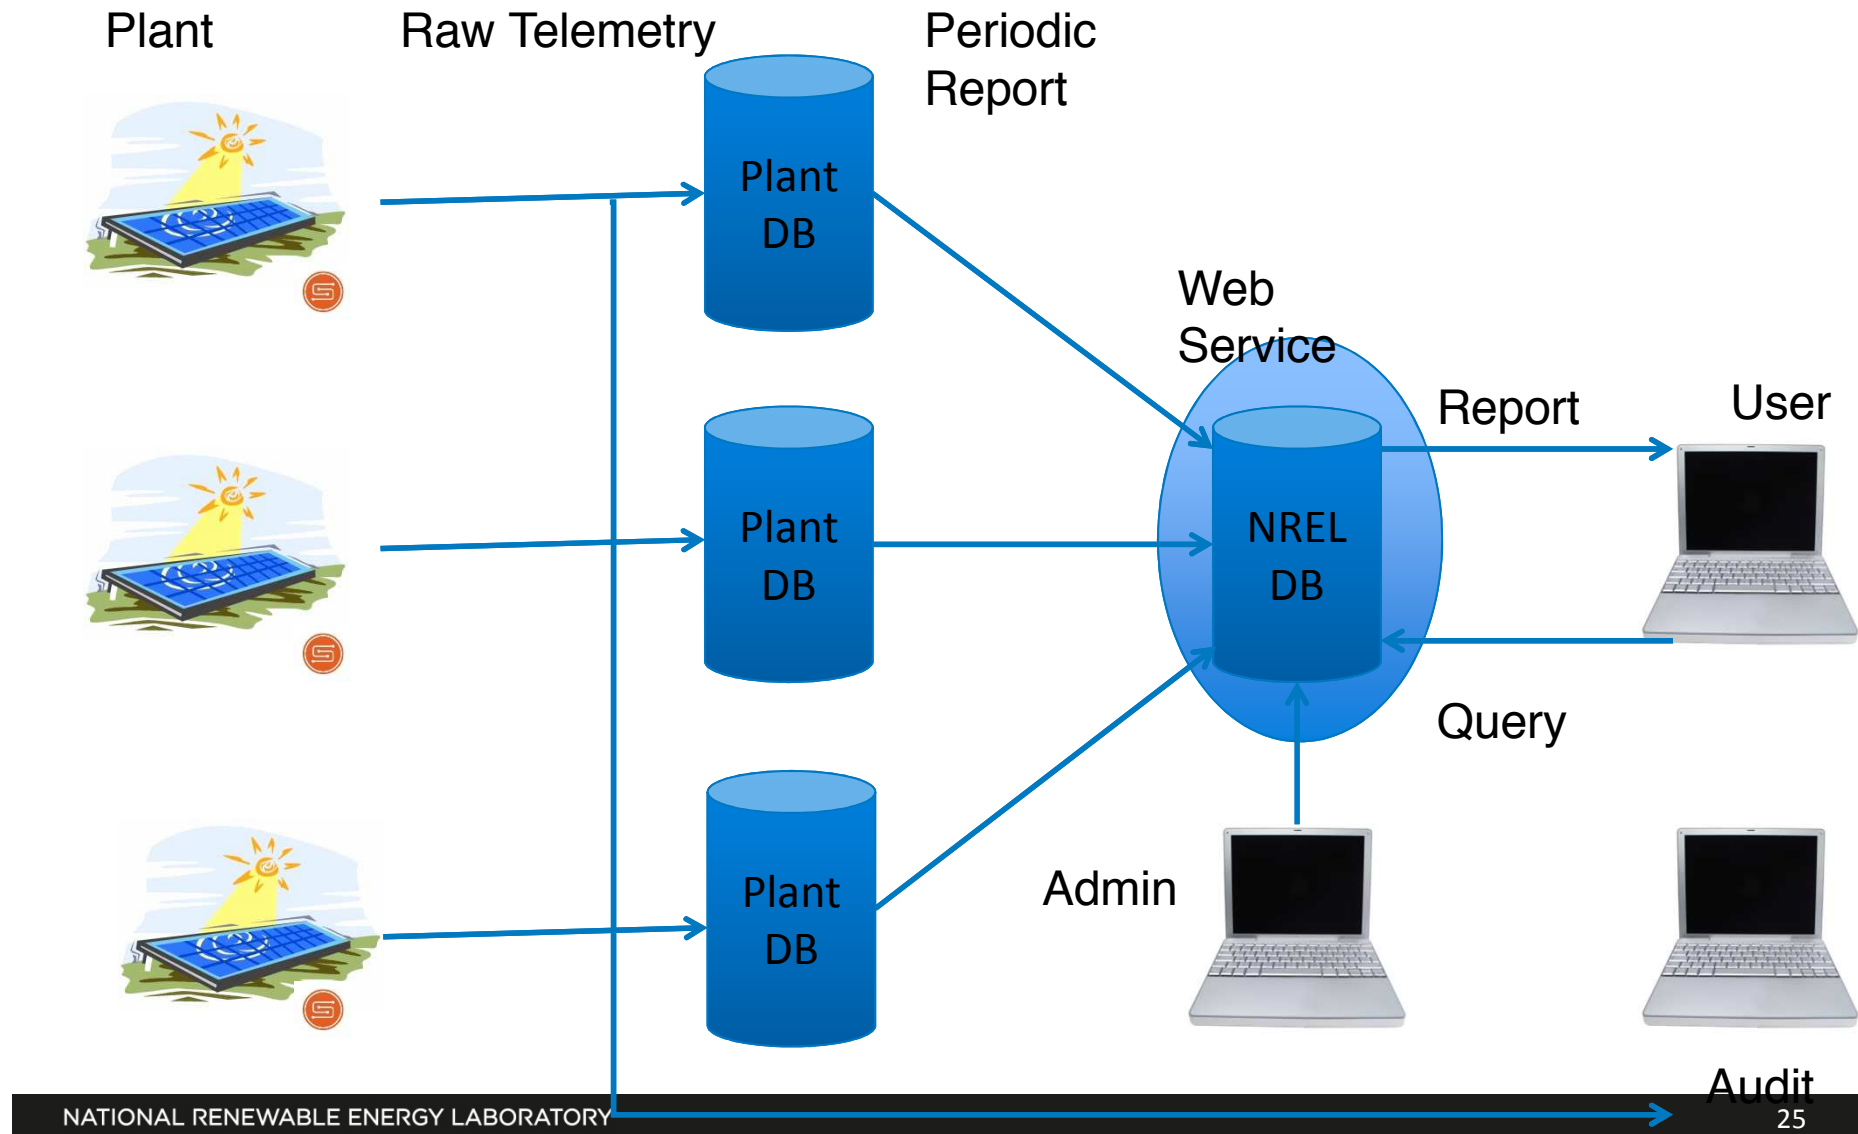 Plant
Raw Telemetry
Periodic
Report
Plant
DB
Web
Service
Report
User
Plant
DB
NREL
DB
Query
Plant
DB
Admin
Audit
NATIONAL RENEWABLE ENERGY LABORATORY
25